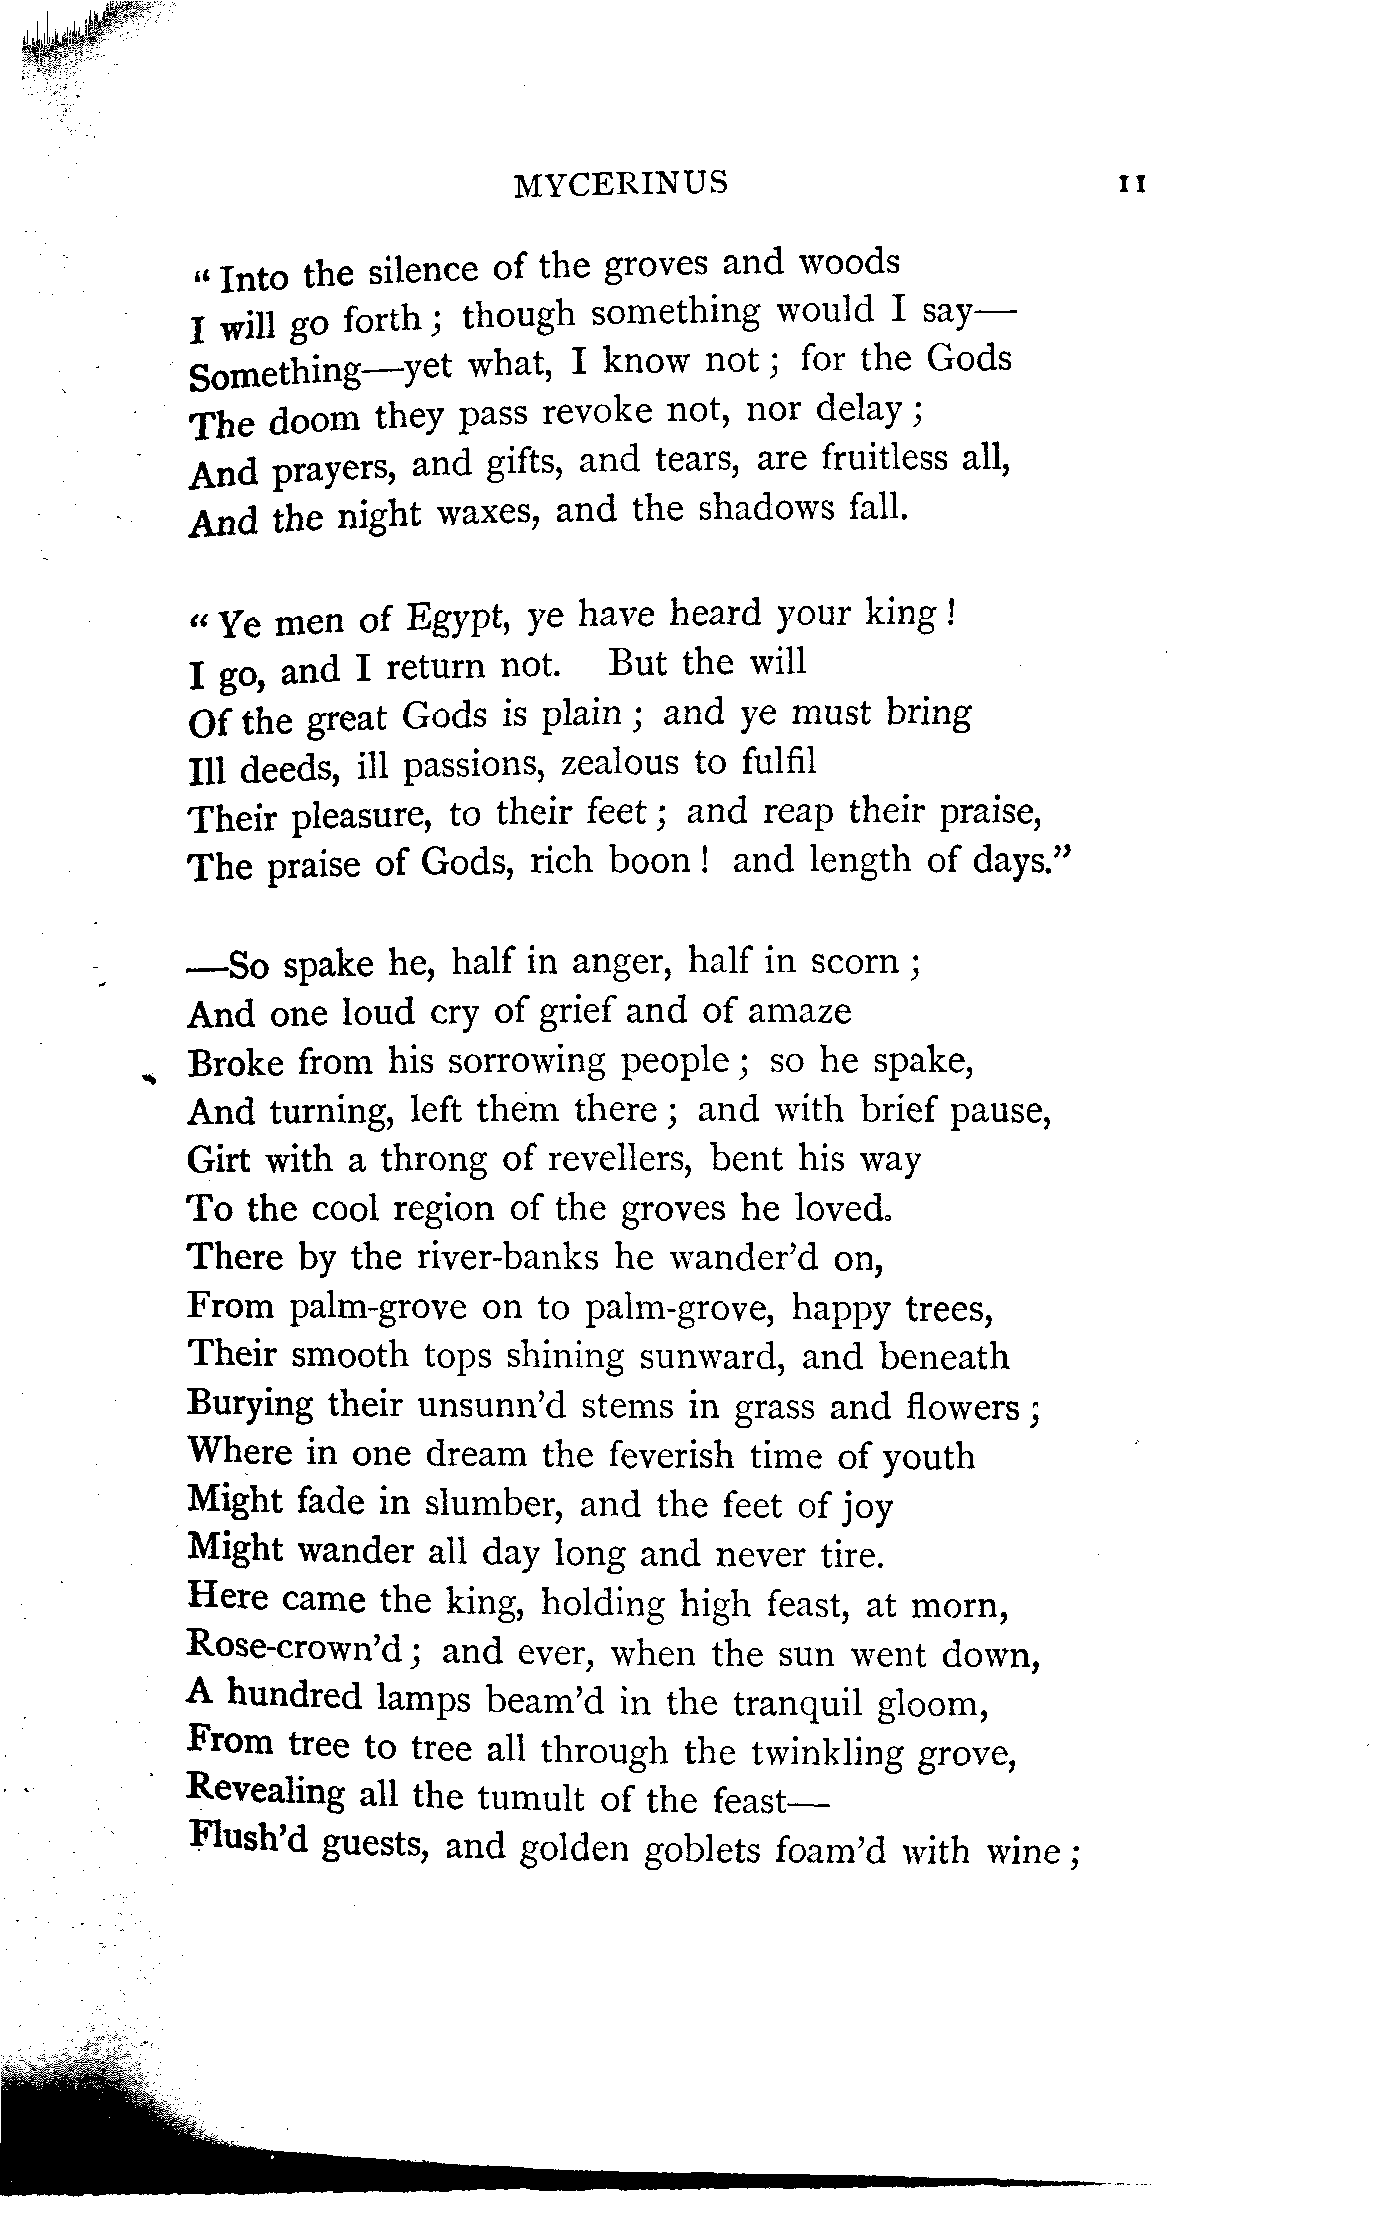 MYCERINUS 11
“ Into the silence of the groves and woods
I will go forth ; though something would I say—
Something—yet what, I know not ; for the Gods
The doom they pass revoke not, nor delay ;
And prayers, and gifts, and tears, are fruitless all,
And the night waxes, and the shadows fall.
“ Ye men of Egypt, ye have heard your king !
I go, and I return not. But the will
Of the great Gods is plain ; and ye must bring
Ill deeds, ill passions, zealous to fulfil
Their pleasure, to their feet ; and reap their praise,
The praise of Gods, rich boon ! and length of days.”
—So spake he, half in anger, half in scorn ;
And one loud cry of grief and of amaze
Broke from his sorrowing people ; so he spake,
And turning, left them there ; and with brief pause,
Girt with a throng of revellers, bent his way
To the cool region of the groves he loved.
There by the river-banks he wander’d on,
From palm-grove on to palm-grove, happy trees,
Their smooth tops shining sunward, and beneath
Burying their unsunn’d stems in grass and flowers ;
Where in one dream the feverish time of youth
Might fade in slumber, and the feet of joy
Might wander all day long and never tire.
Here came the king, holding high feast, at morn,
Rose-crown’d ; and ever, when the sun went down,
A hundred lamps beam’d in the tranquil gloom,
From tree to tree all through the twinkling grove,
Revealing all the tumult of the feast—
Flush’d guests, and golden goblets foam’d with wine ;